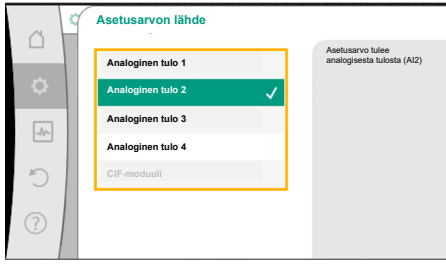 Asetusarvon lähde
Analoginen tulo 1
Analoginen tulo 2
Analoginen tulo 3
Analoginen tulo 4
CIF-moduuli
Asetusarvo tulee
analogisesta tulosta (AI2)